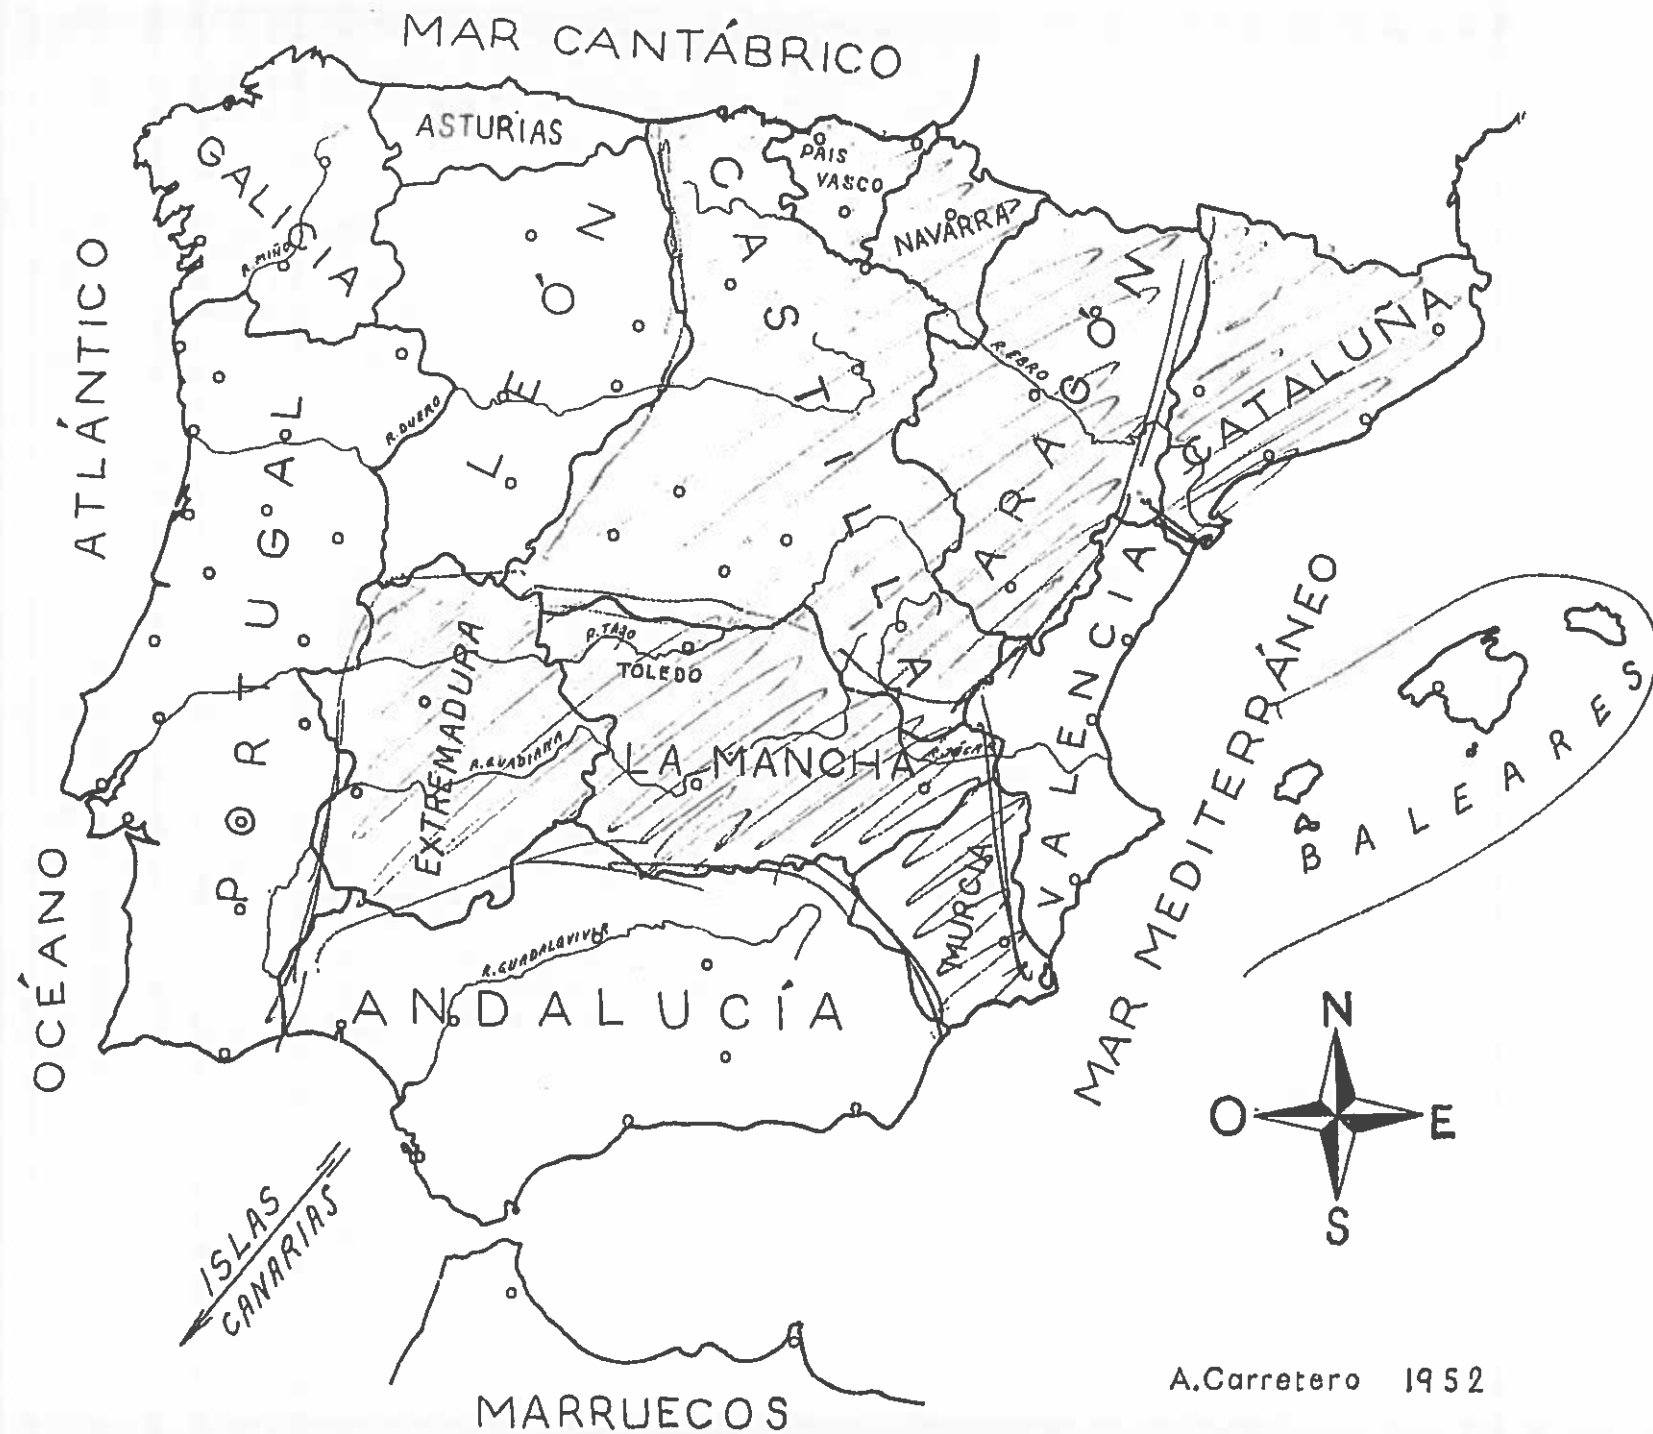 MAR CANTÁBRICO
ASTURIAS
GALICIA
R. MIÑO
PAIS
VASCO
NAVARRA
LEÓN
CASTILLA
ARAGÓN
R. EBRO
CATALUÑA
ATLÁNTICO
OCÉANO
R. DUERO
PORTUGAL
R. TAJO
TOLEDO
EXTREMADURA
R. GUADIANA
LA MANCHA
R. JÚCAR
VALENCIA
MURCIA
R. GUADALQUIVIR
ANDALUCÍA
MAR MEDITERRÁNEO
BALEARES
N
O
E
S
ISLAS
CANARIAS
MARRUECOS
A. Carretero 1952